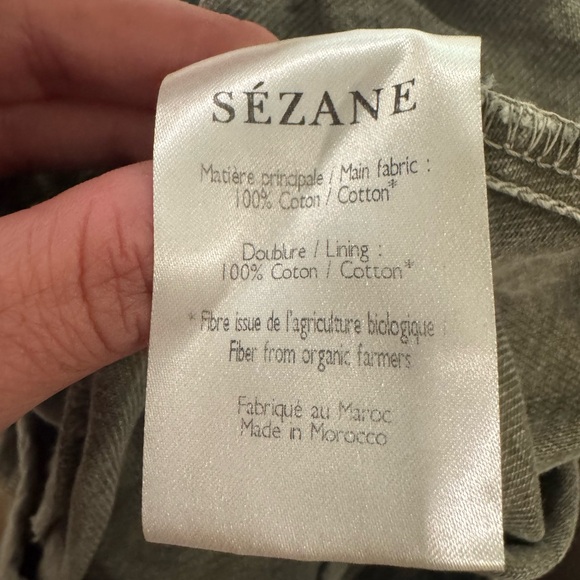 SÉZANE
Matière principale / Main fabric :
100% Coton / Cotton*
Doublure / Lining :
100% Coton / Cotton*
* Fibre issue de l'agriculture biologique /
Fiber from organic farmers
Fabriqué au Maroc
Made in Morocco